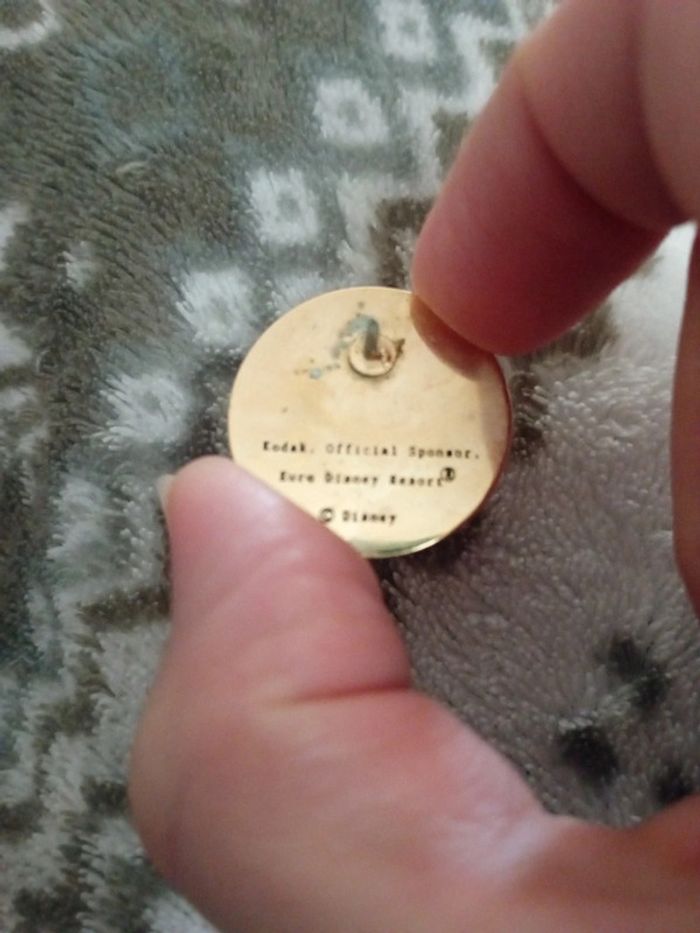 Kodak. Official Sponsor.
Euro Disney Resort®
© Disney